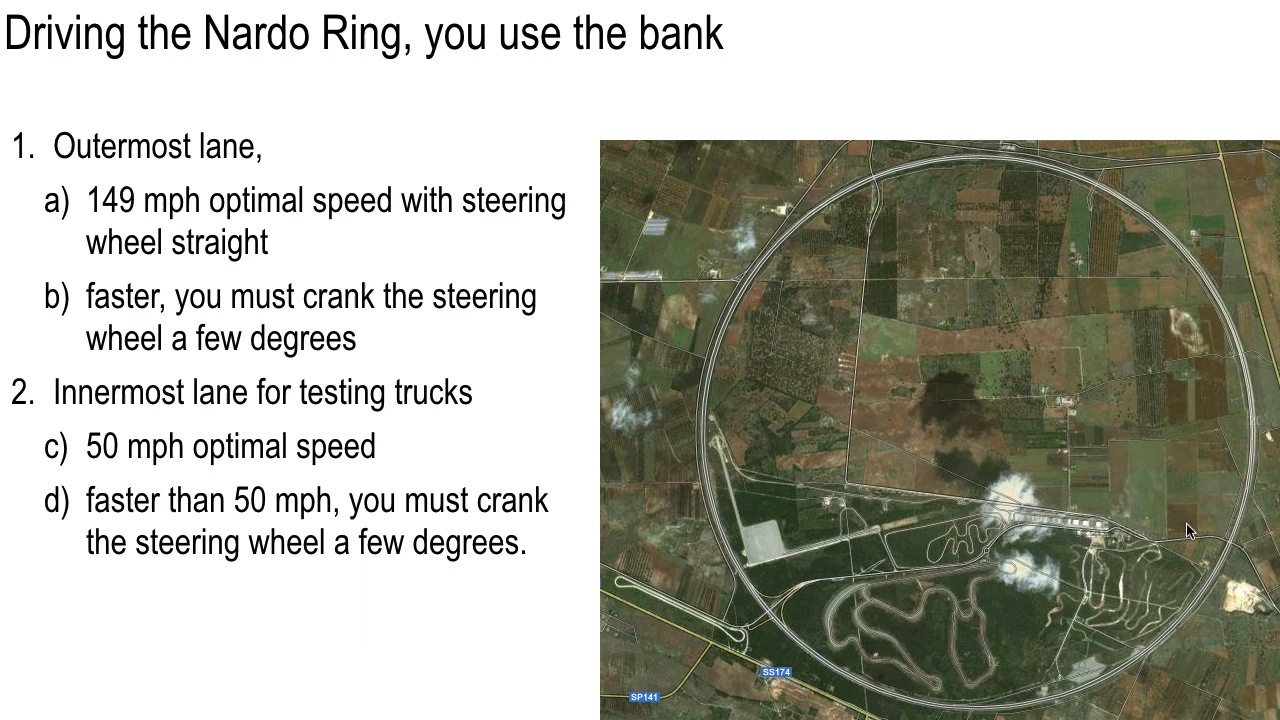 Driving the Nardo Ring, you use the bank
1. Outermost lane,
a) 149 mph optimal speed with steering
wheel straight
b) faster, you must crank the steering
wheel a few degrees
2. Innermost lane for testing trucks
c) 50 mph optimal speed
d) faster than 50 mph, you must crank
the steering wheel a few degrees.
SS174
SP141